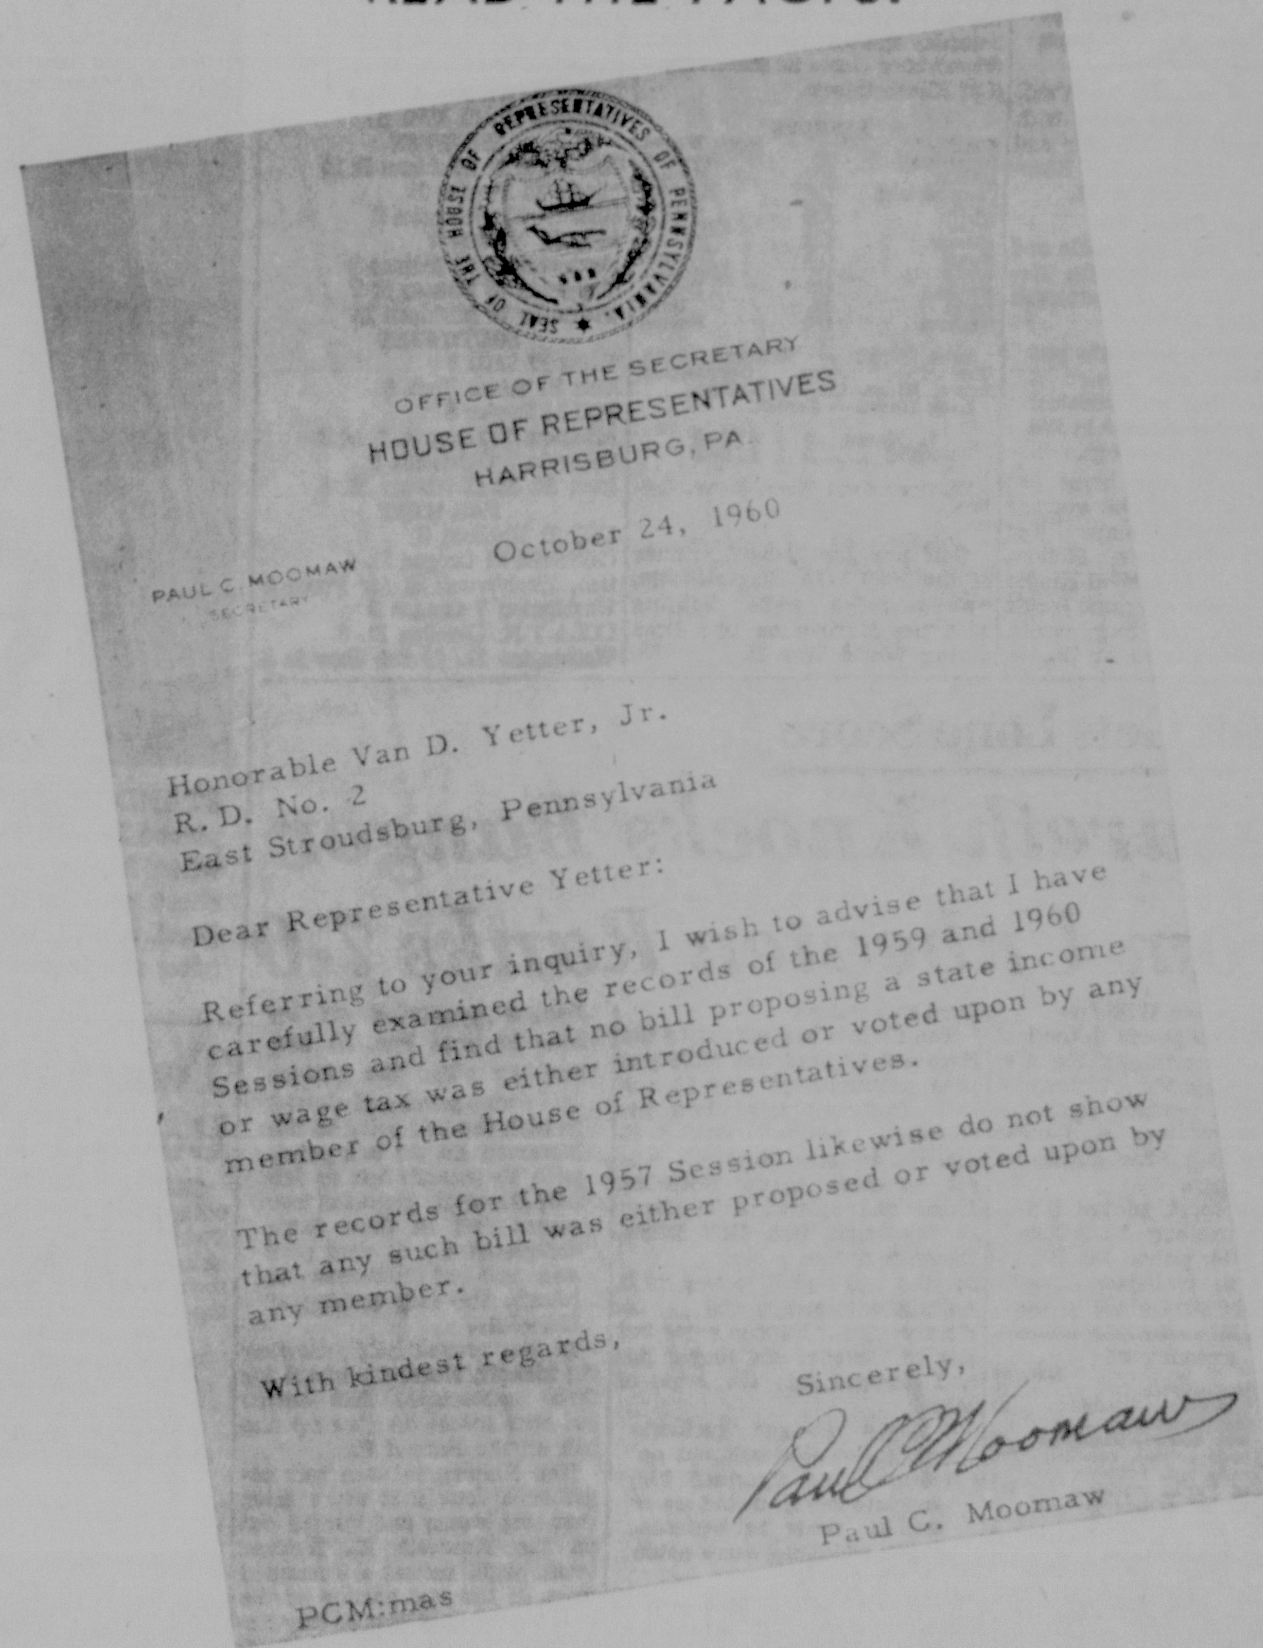 READ THE FACTS!
SEAL OF THE HOUSE OF REPRESENTATIVES OF PENNSYLVANIA.
OFFICE OF THE SECRETARY
HOUSE OF REPRESENTATIVES
HARRISBURG, PA.
October 24, 1960
PAUL C. MOOMAW
SECRETARY
Honorable Van D. Yetter, Jr.
R. D. No. 2
East Stroudsburg, Pennsylvania
Dear Representative Yetter:
Referring to your inquiry, I wish to advise that I have
carefully examined the records of the 1959 and 1960
Sessions and find that no bill proposing a state income
or wage tax was either introduced or voted upon by any
member of the House of Representatives.
The records for the 1957 Session likewise do not show
that any such bill was either proposed or voted upon by
any member.
With kindest regards,
Sincerely,
Paul C Moomaw
Paul C. Moomaw
PCM:mas